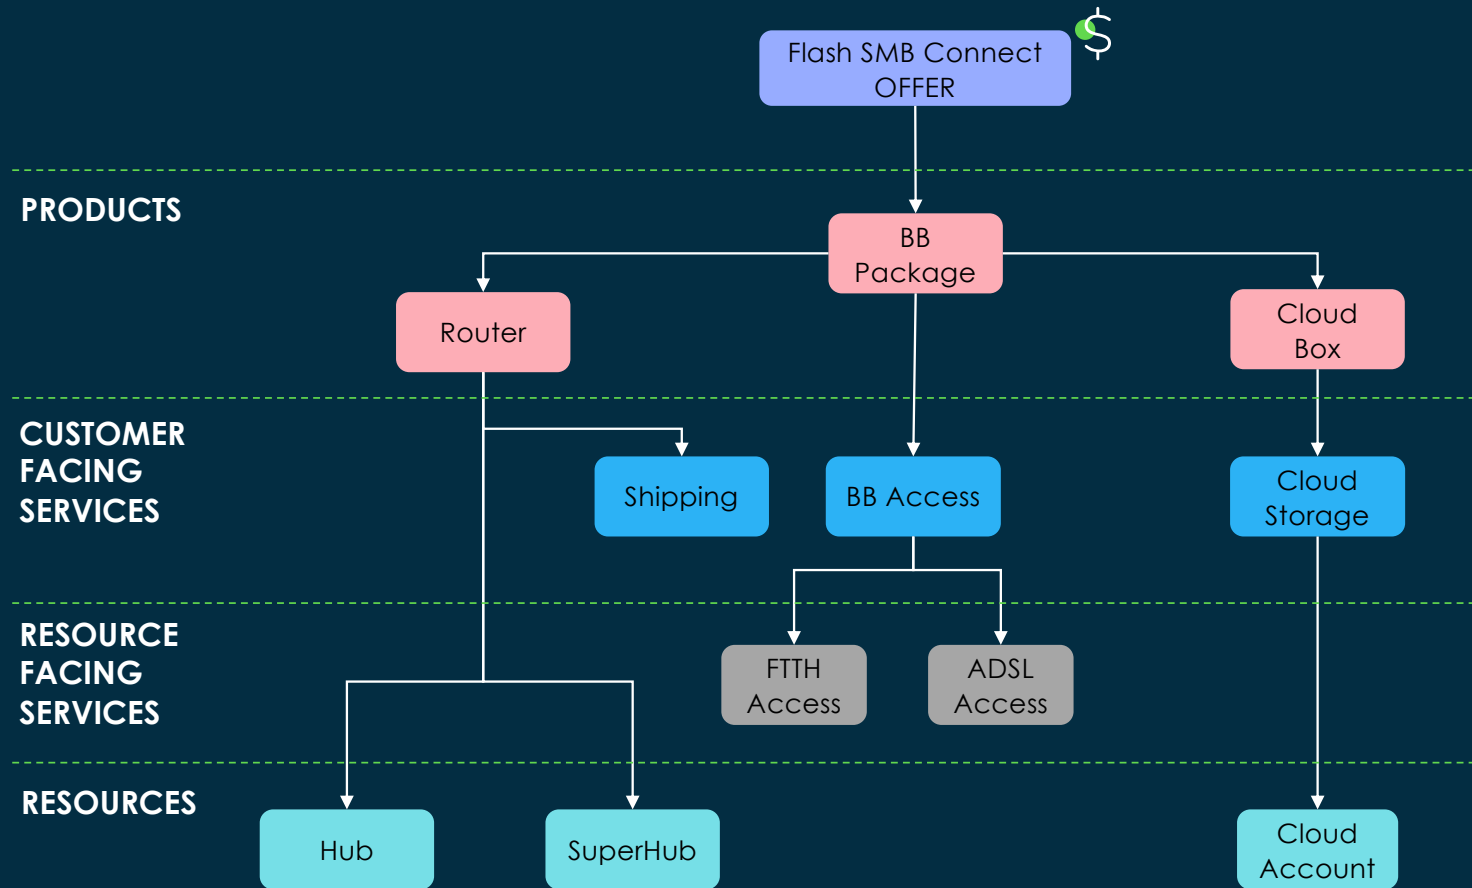 $
Flash SMB Connect
OFFER
PRODUCTS
BB
Package
Router
Cloud
Box
CUSTOMER
FACING
SERVICES
Shipping
BB Access
Cloud
Storage
RESOURCE
FACING
SERVICES
FTTH
Access
ADSL
Access
RESOURCES
Hub
SuperHub
Cloud
Account